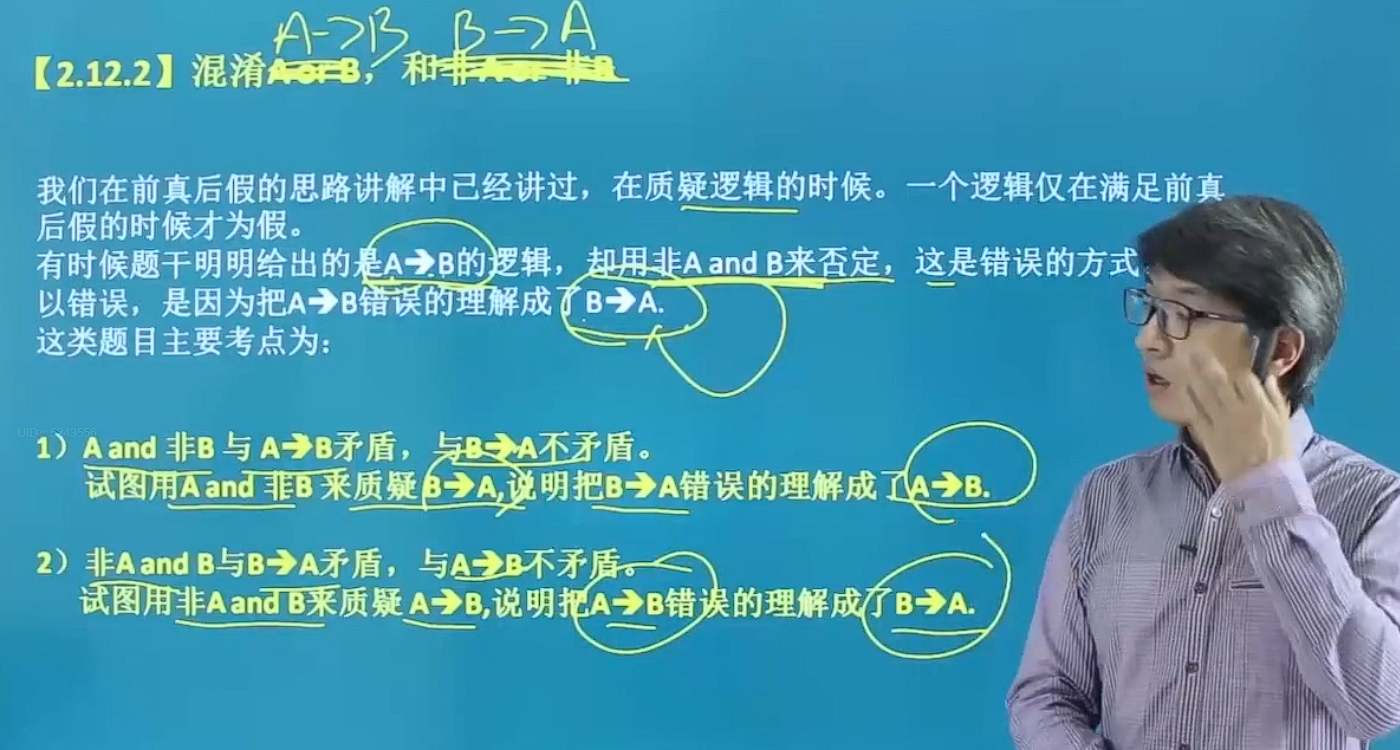 A→B B→A
【2.12.2】混淆A or B，和非A or 非B
我们在前真后假的思路讲解中已经讲过，在质疑逻辑的时候。一个逻辑仅在满足前真
后假的时候才为假。
有时候题干明明给出的是A→B的逻辑，却用非A and B来否定，这是错误的方式
以错误，是因为把A→B错误的理解成了B→A.
这类题目主要考点为：
UID: 5343556
1）A and 非B 与 A→B矛盾，与B→A不矛盾。
试图用A and 非B 来质疑 B→A,说明把B→A错误的理解成了A→B.
2）非A and B与B→A矛盾，与A→B不矛盾。
试图用非A and B来质疑 A→B,说明把A→B错误的理解成了B→A.